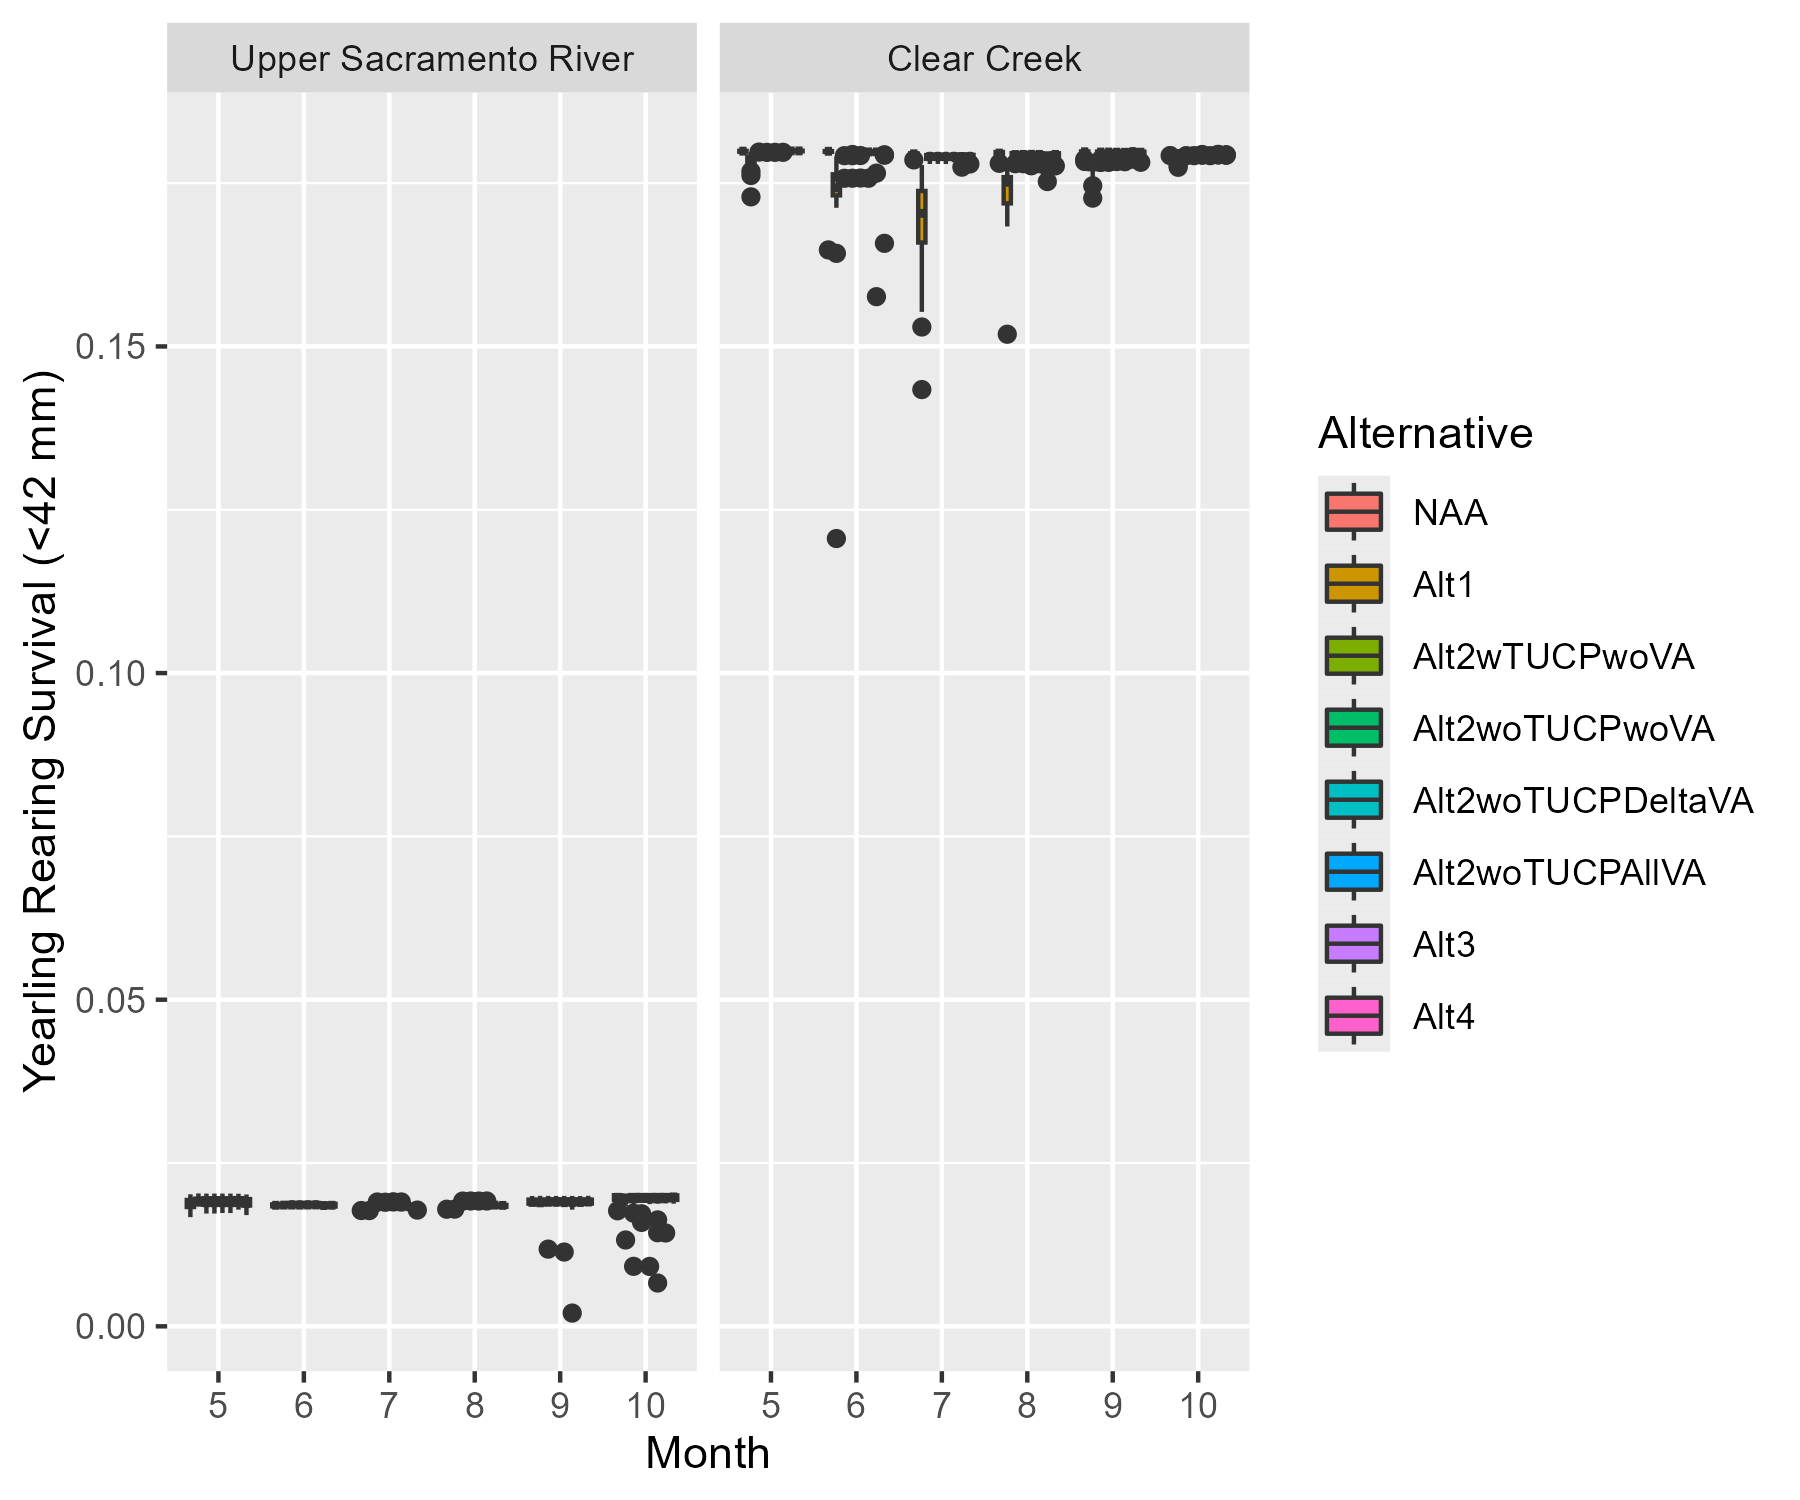 Upper Sacramento River
Clear Creek
Yearling Rearing Survival (<42 mm)
0.15
0.10
0.05
0.00
5 6 7 8 9 10
5 6 7 8 9 10
Month
Alternative
NAA
Alt1
Alt2wTUCPwoVA
Alt2woTUCPwoVA
Alt2woTUCPDeltaVA
Alt2woTUCPAllVA
Alt3
Alt4